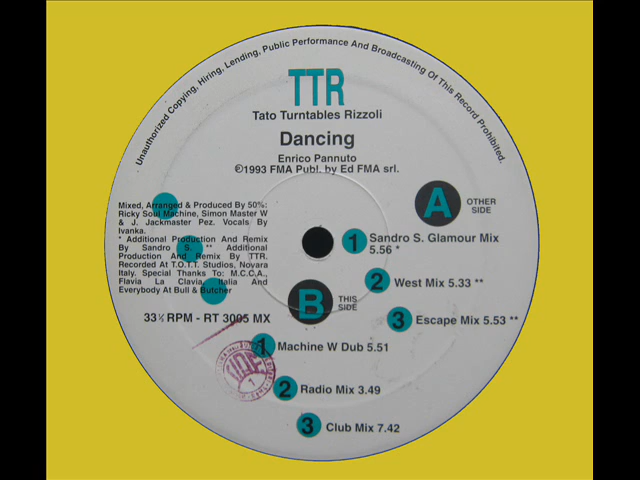 Unauthorized Copying, Hiring, Lending, Public Performance And Broadcasting Of This Record Prohibited.
TTR
Tato Turntables Rizzoli
Dancing
Enrico Pannuto
©1993 FMA Publ. by Ed FMA srl.
Mixed, Arranged & Produced By 50%:
Ricky Soul Machine, Simon Master W
& J. Jackmaster Pez. Vocals By
Ivanka.
* Additional Production And Remix
By Sandro S. ** Additional
Production And Remix By TTR.
Recorded At T.O.T.T. Studios, Novara
Italy. Special Thanks To: M.C.C.A.,
Flavia La Clavia, Italia And
Everybody At Bull & Butcher
33⅓ RPM - RT 3005 MX
A OTHER
SIDE
1 Sandro S. Glamour Mix
5.56 *
2 West Mix 5.33 **
3 Escape Mix 5.53 **
B THIS
SIDE
1 Machine W Dub 5.51
2 Radio Mix 3.49
3 Club Mix 7.42